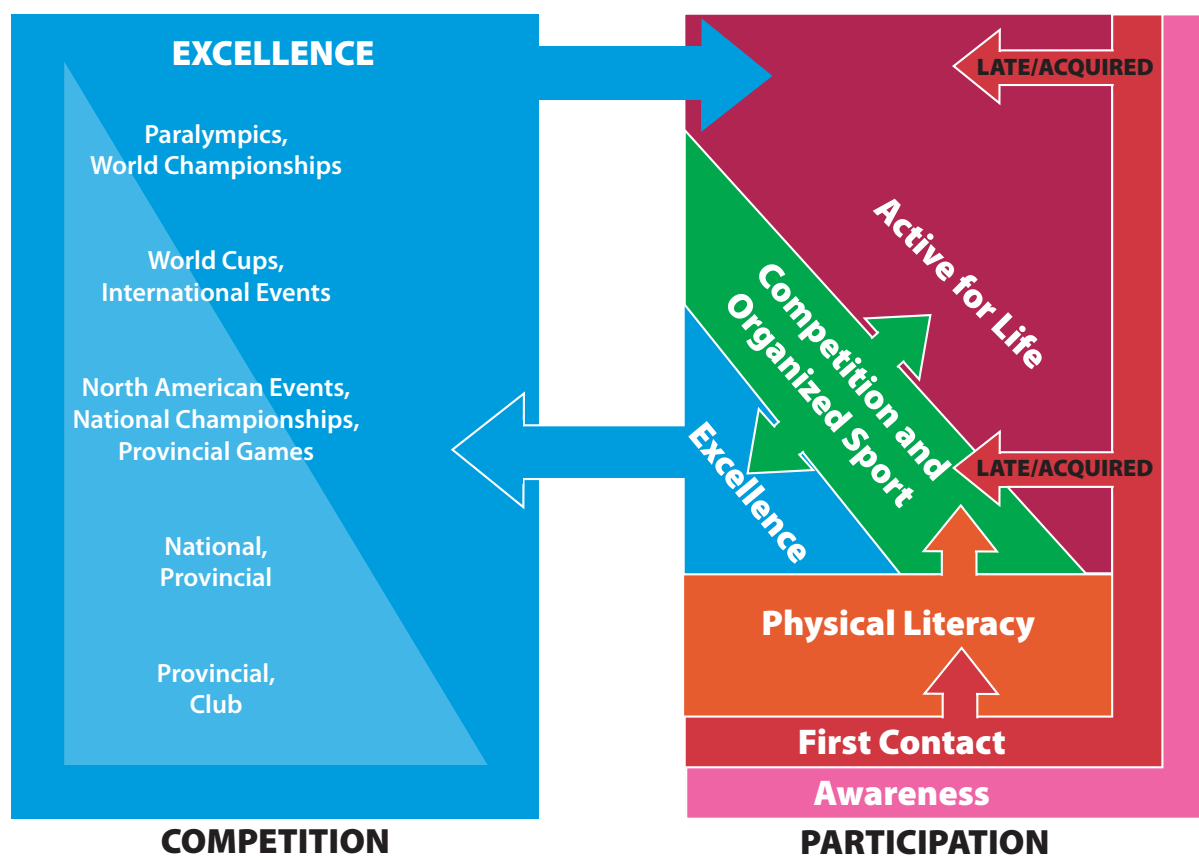 EXCELLENCE
Paralympics,
World Championships
World Cups,
International Events
North American Events,
National Championships,
Provincial Games
National,
Provincial
Provincial,
Club
COMPETITION
LATE/ACQUIRED
Active for Life
Competition and
Organized Sport
Excellence
LATE/ACQUIRED
Physical Literacy
First Contact
Awareness
PARTICIPATION